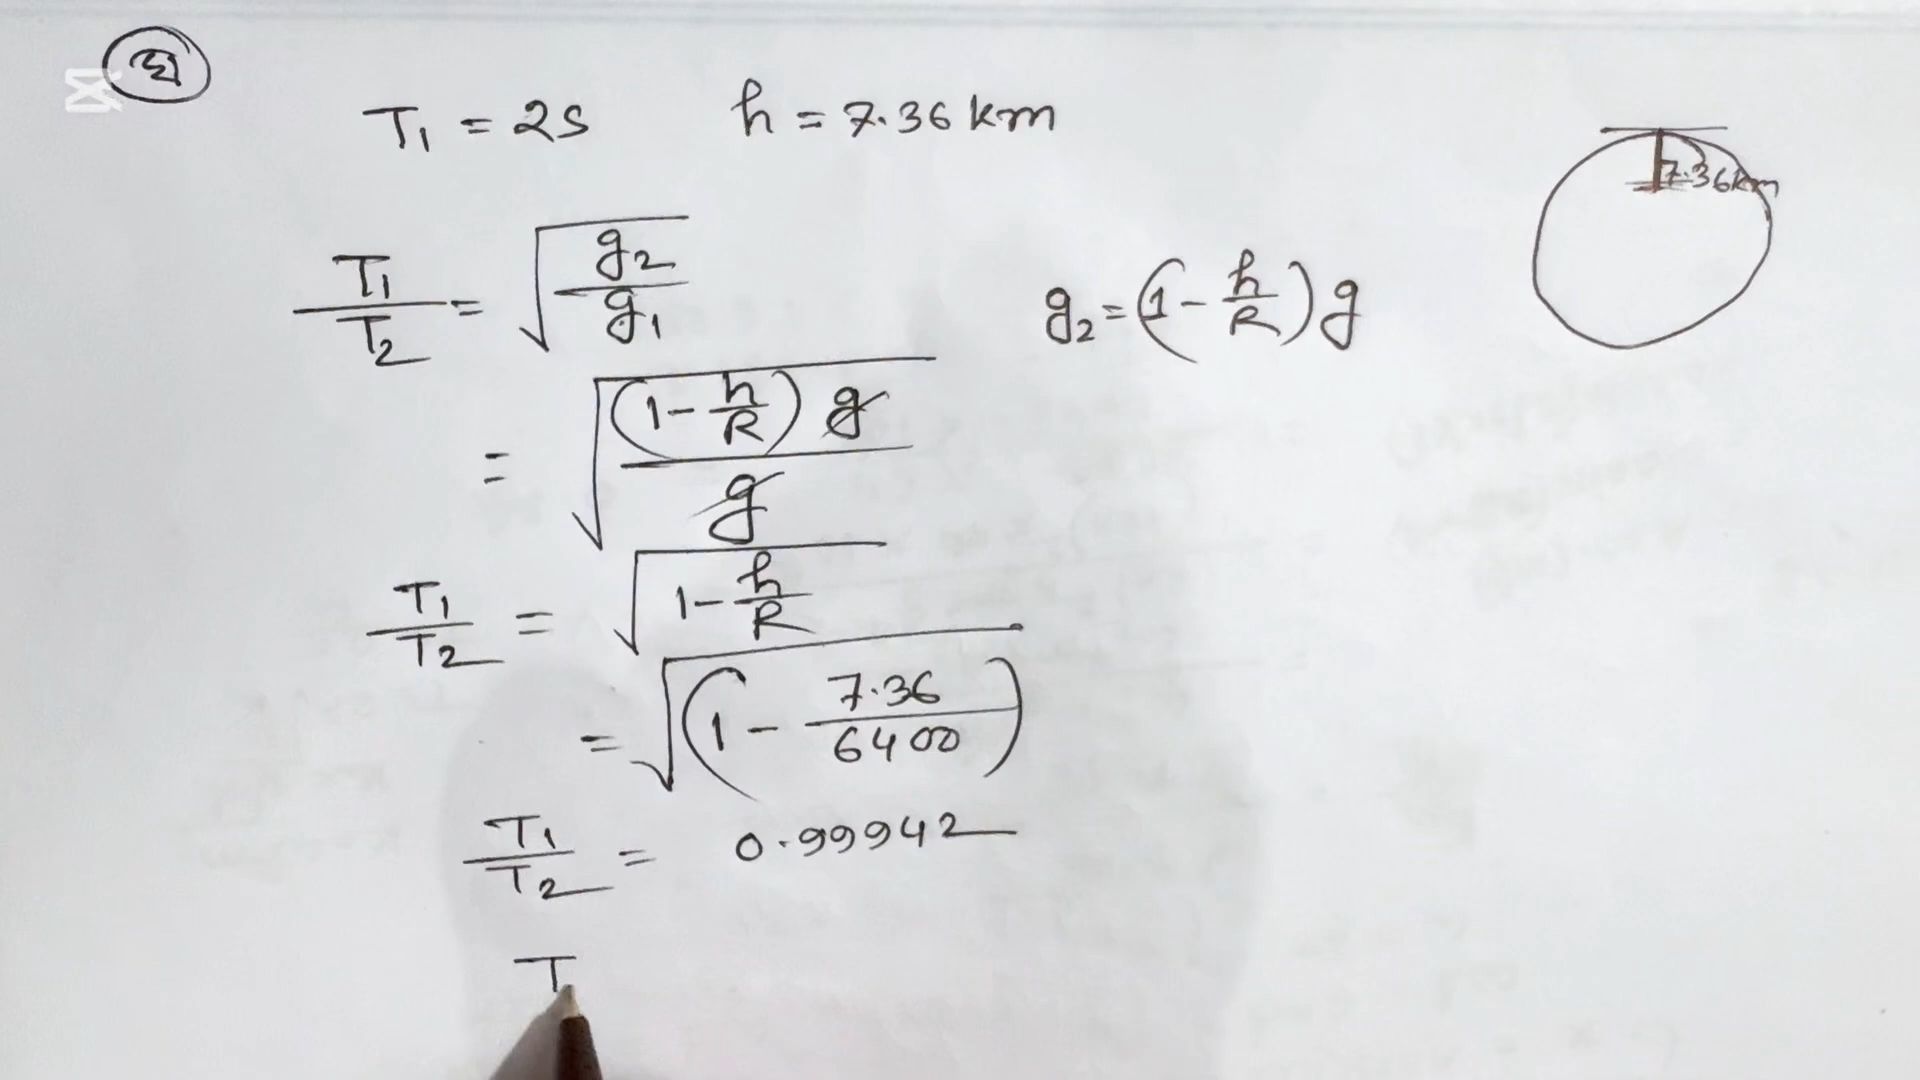 ঘ
T₁ = 2s h = 7.36 km
7.36km
T₁/T₂ = √(g₂/g₁) g₂ = (1 - h/R) g
= √((1 - h/R) g / g)
T₁/T₂ = √(1 - h/R)
= √(1 - 7.36/6400)
T₁/T₂ = 0.99942
T